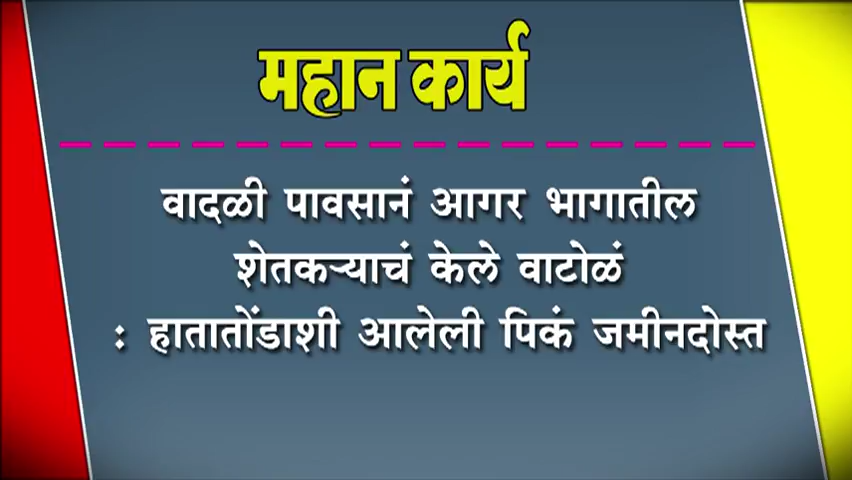 महान कार्य
वादळी पावसानं आगर भागातील
शेतकऱ्याचं केले वाटोळं
: हातातोंडाशी आलेली पिकं जमीनदोस्त